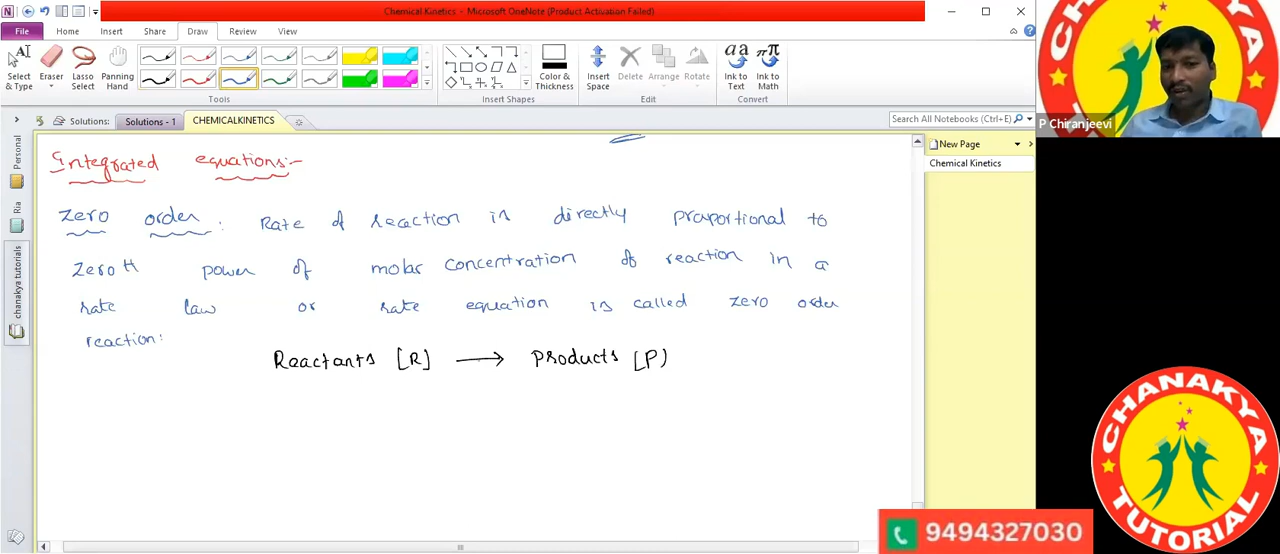 Chemical Kinetics - Microsoft OneNote (Product Activation Failed)
File Home Insert Share Draw Review View
Select & Type
Eraser
Lasso Select
Panning Hand
Color & Thickness
Insert Space
Delete
Arrange
Rotate
Ink to Text
Ink to Math
Tools
Insert Shapes
Edit
Convert
Solutions: Solutions - 1 CHEMICALKINETICS
Search All Notebooks (Ctrl+E)
New Page
Chemical Kinetics
Personal
Ria
chanakya tutorials
Integrated equations:-
Zero order : Rate of reaction is directly proportional to
Zeroth power of molar concentration of reaction in a
rate law or rate equation is called zero order
reaction:
Reactants [R] ⟶ Products [P)
P Chiranjeevi
CHANAKYA
TUTORIAL
9494327030